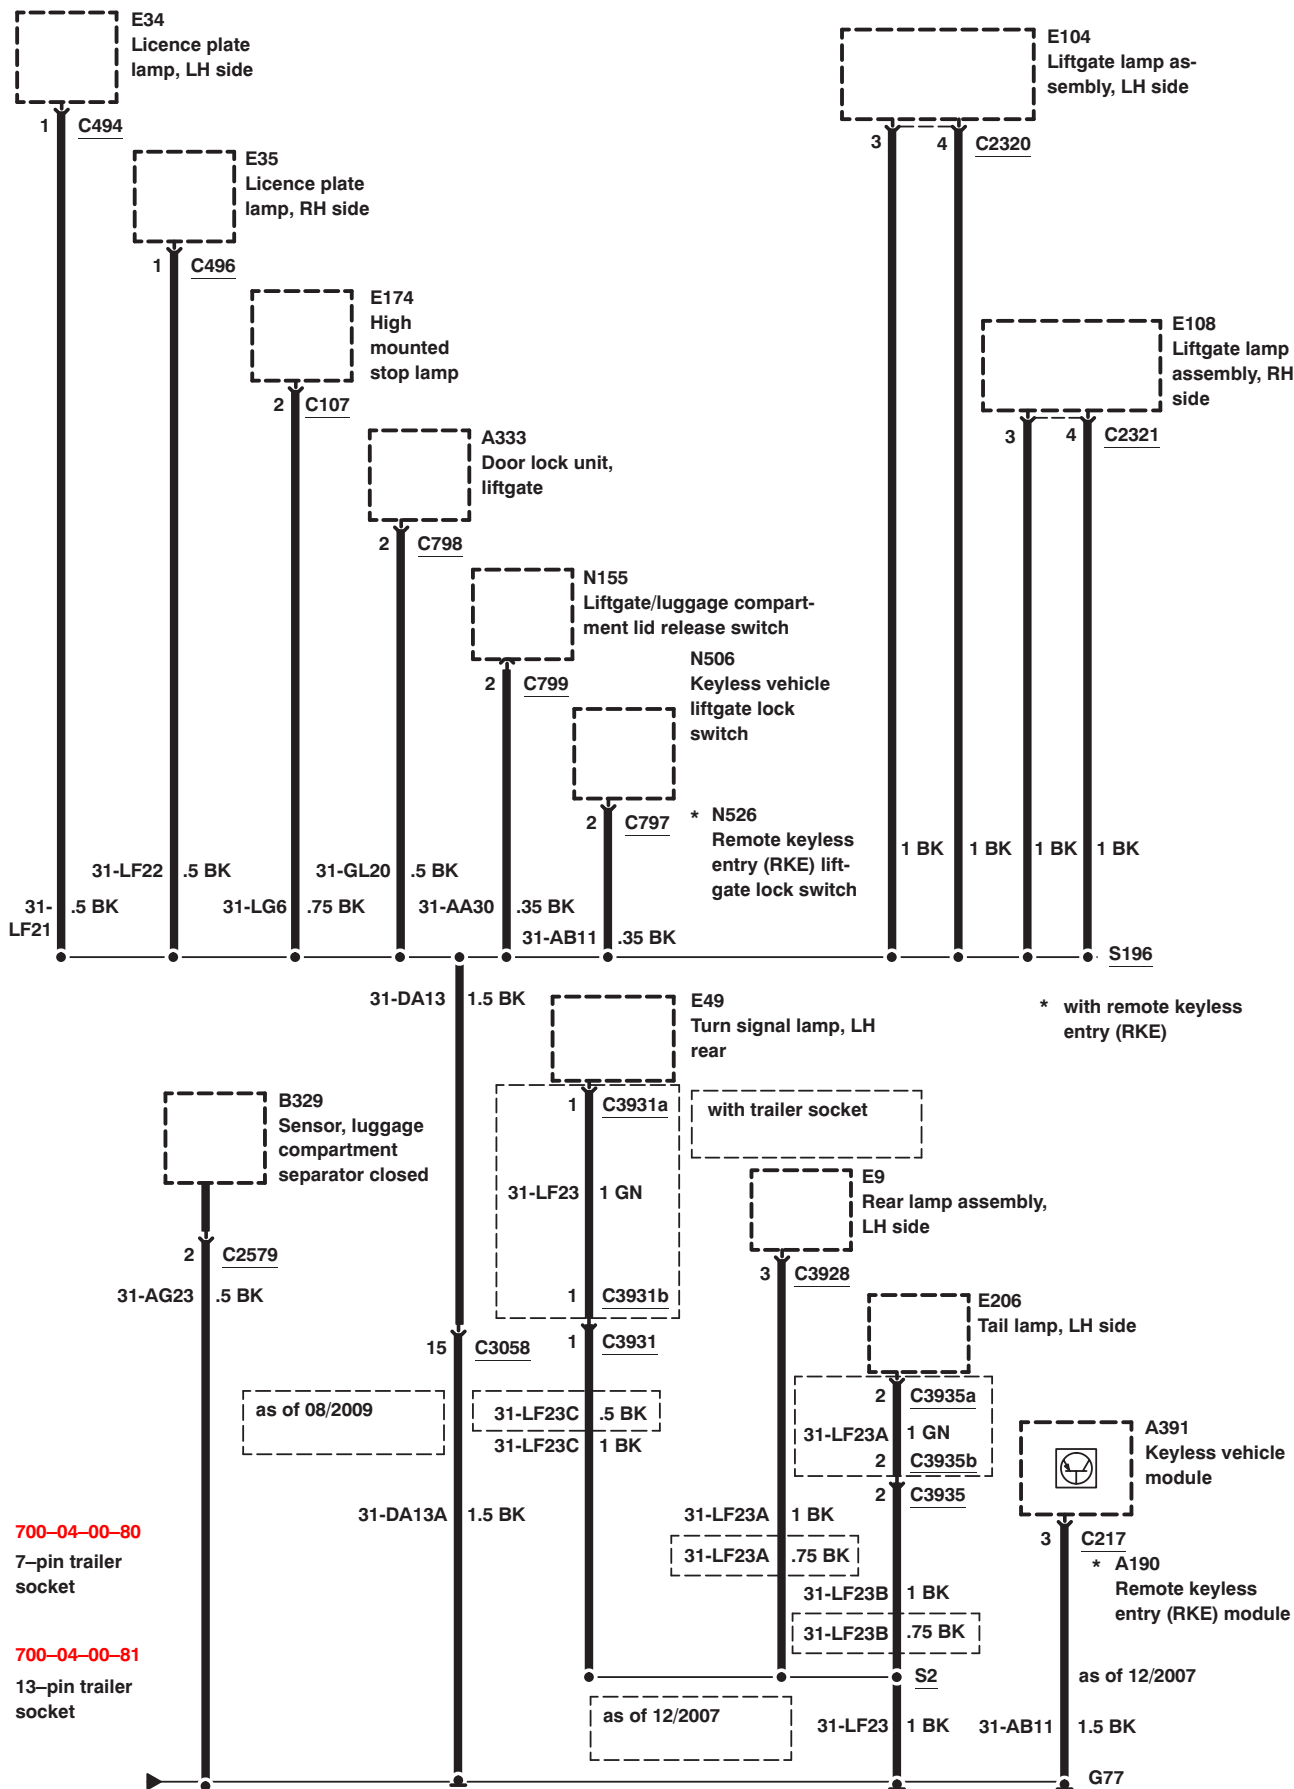 E34
Licence plate
lamp, LH side
1 C494
E35
Licence plate
lamp, RH side
1 C496
E174
High
mounted
stop lamp
2 C107
A333
Door lock unit,
liftgate
2 C798
N155
Liftgate/luggage compart-
ment lid release switch
2 C799
N506
Keyless vehicle
liftgate lock
switch
2 C797
* N526
Remote keyless
entry (RKE) lift-
gate lock switch
E104
Liftgate lamp as-
sembly, LH side
3 4 C2320
E108
Liftgate lamp
assembly, RH
side
3 4 C2321
1 BK 1 BK 1 BK 1 BK
31-LF22 .5 BK
31-GL20 .5 BK
31-
LF21
.5 BK
31-LG6 .75 BK
31-AA30 .35 BK
31-AB11 .35 BK
S196
31-DA13 1.5 BK
* with remote keyless
entry (RKE)
E49
Turn signal lamp, LH
rear
1 C3931a
with trailer socket
31-LF23 1 GN
1 C3931b
1 C3931
B329
Sensor, luggage
compartment
separator closed
2 C2579
31-AG23 .5 BK
E9
Rear lamp assembly,
LH side
3 C3928
E206
Tail lamp, LH side
2 C3935a
31-LF23A 1 GN
2 C3935b
2 C3935
15 C3058
as of 08/2009
31-LF23C .5 BK
31-LF23C 1 BK
A391
Keyless vehicle
module
3 C217
* A190
Remote keyless
entry (RKE) module
31-DA13A 1.5 BK
31-LF23A 1 BK
31-LF23A .75 BK
31-LF23B 1 BK
31-LF23B .75 BK
700–04–00–80
7–pin trailer
socket
700–04–00–81
13–pin trailer
socket
S2
as of 12/2007
as of 12/2007
31-LF23 1 BK
31-AB11 1.5 BK
G77